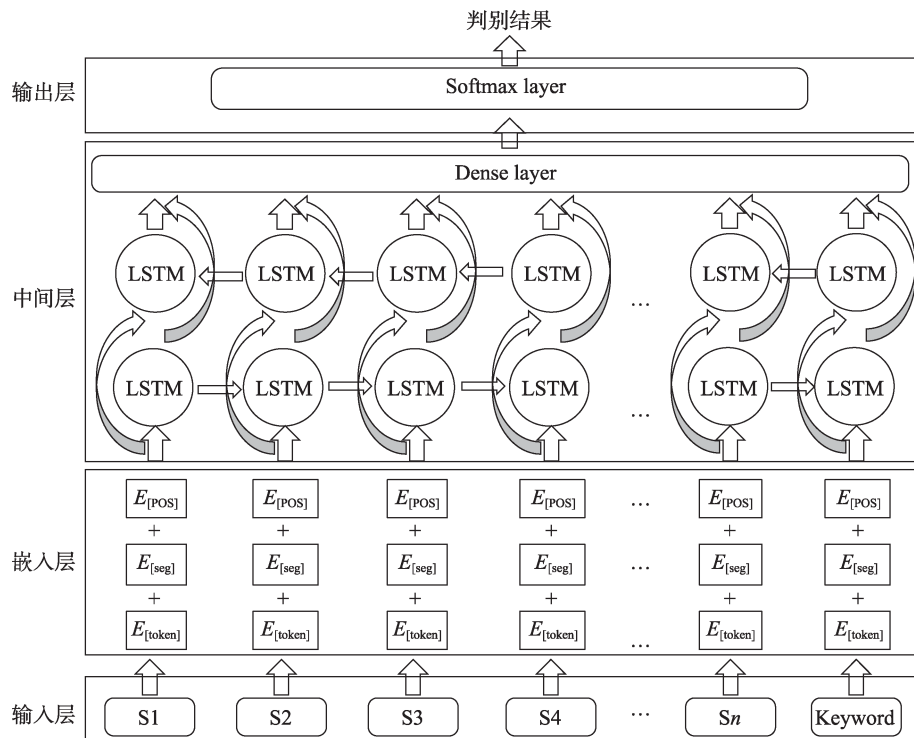 判别结果
输出层
Softmax layer
Dense layer
中间层
LSTM LSTM LSTM LSTM LSTM LSTM
...
LSTM LSTM LSTM LSTM ... LSTM LSTM
嵌入层
E[POS] E[POS] E[POS] E[POS] ... E[POS] E[POS]
+ + + + + +
E[seg] E[seg] E[seg] E[seg] ... E[seg] E[seg]
+ + + + + +
E[token] E[token] E[token] E[token] ... E[token] E[token]
输入层
S1 S2 S3 S4 ... Sn Keyword